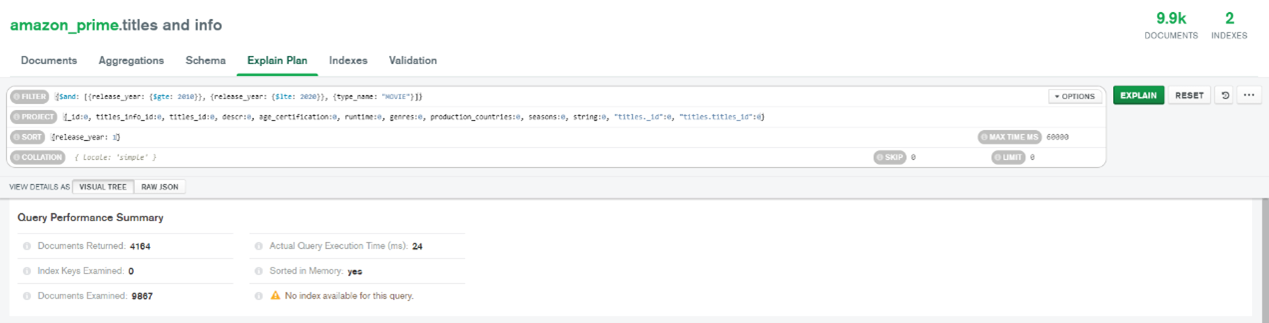 amazon_prime.titles and info
9.9k 2
DOCUMENTS INDEXES
Documents Aggregations Schema Explain Plan Indexes Validation
FILTER {$and: [{release_year: {$gte: 2010}}, {release_year: {$lte: 2020}}, {type_name: "MOVIE"}]} OPTIONS EXPLAIN RESET ...
PROJECT {_id:0, titles_info_id:0, titles_id:0, descr:0, age_certification:0, runtime:0, genres:0, production_countries:0, seasons:0, string:0, "titles._id":0, "titles.titles_id":0}
SORT {release_year: 1} MAX TIME MS 60000
COLLATION { locale: 'simple' } SKIP 0 LIMIT 0
VIEW DETAILS AS VISUAL TREE RAW JSON
Query Performance Summary
Documents Returned: 4164 Actual Query Execution Time (ms): 24
Index Keys Examined: 0 Sorted in Memory: yes
Documents Examined: 9867 No index available for this query.